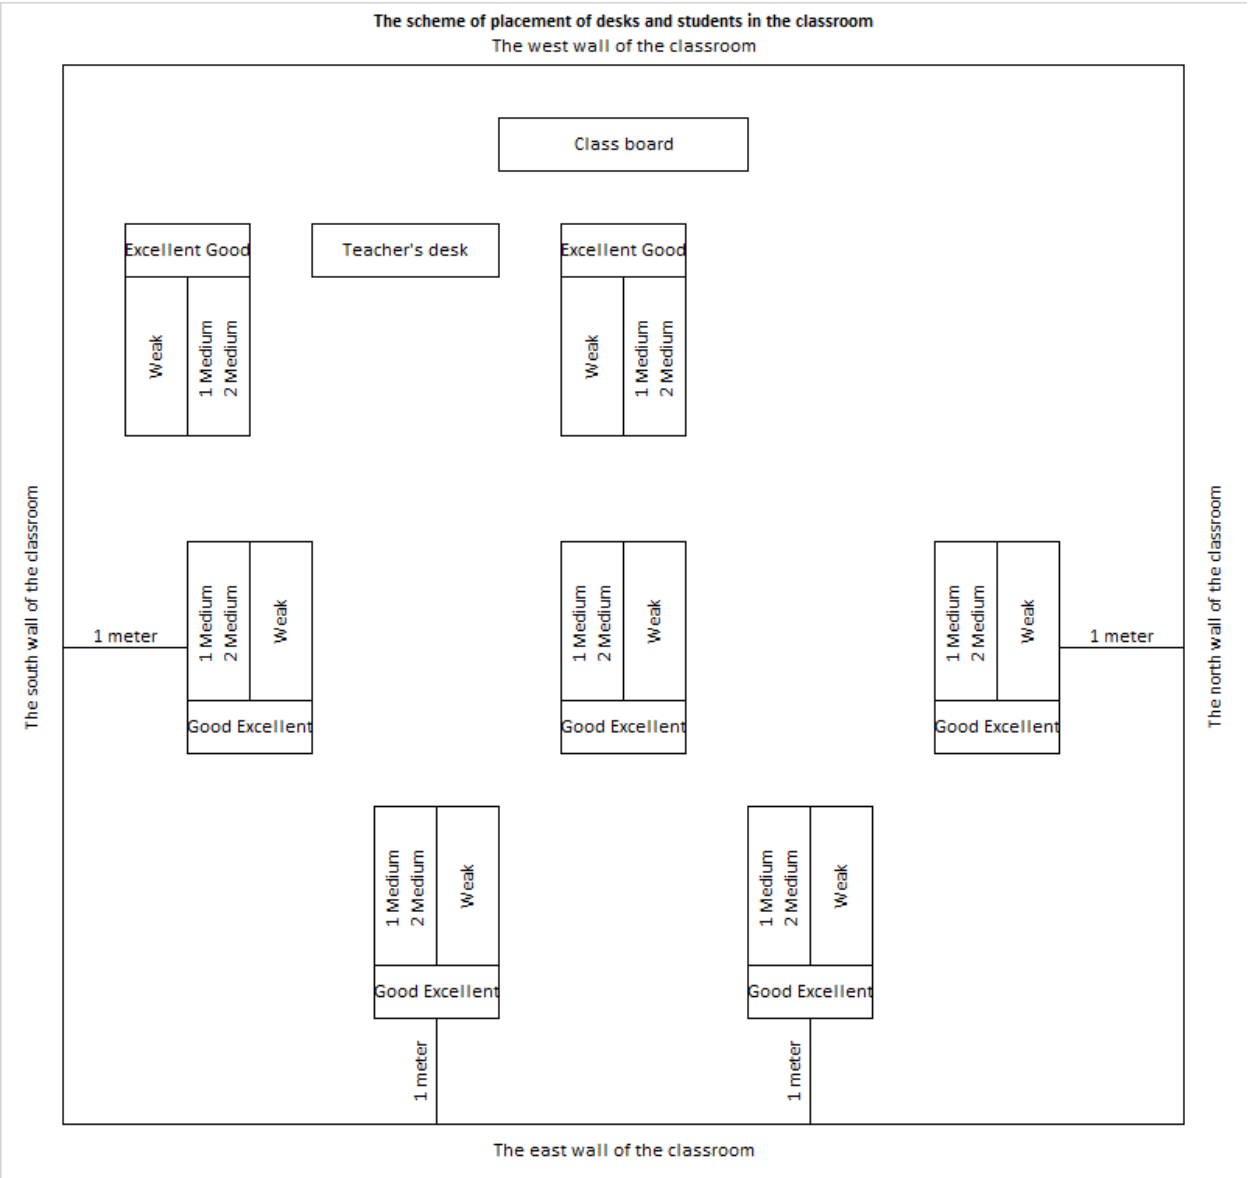 The scheme of placement of desks and students in the classroom
The west wall of the classroom
Class board
Excellent Good
Teacher's desk
Excellent Good
Weak
1 Medium
2 Medium
Weak
1 Medium
2 Medium
The south wall of the classroom
1 meter
1 Medium
2 Medium
Weak
Good Excellent
1 Medium
2 Medium
Weak
Good Excellent
1 Medium
2 Medium
Weak
Good Excellent
1 meter
The north wall of the classroom
1 Medium
2 Medium
Weak
Good Excellent
1 Medium
2 Medium
Weak
Good Excellent
1 meter
1 meter
The east wall of the classroom